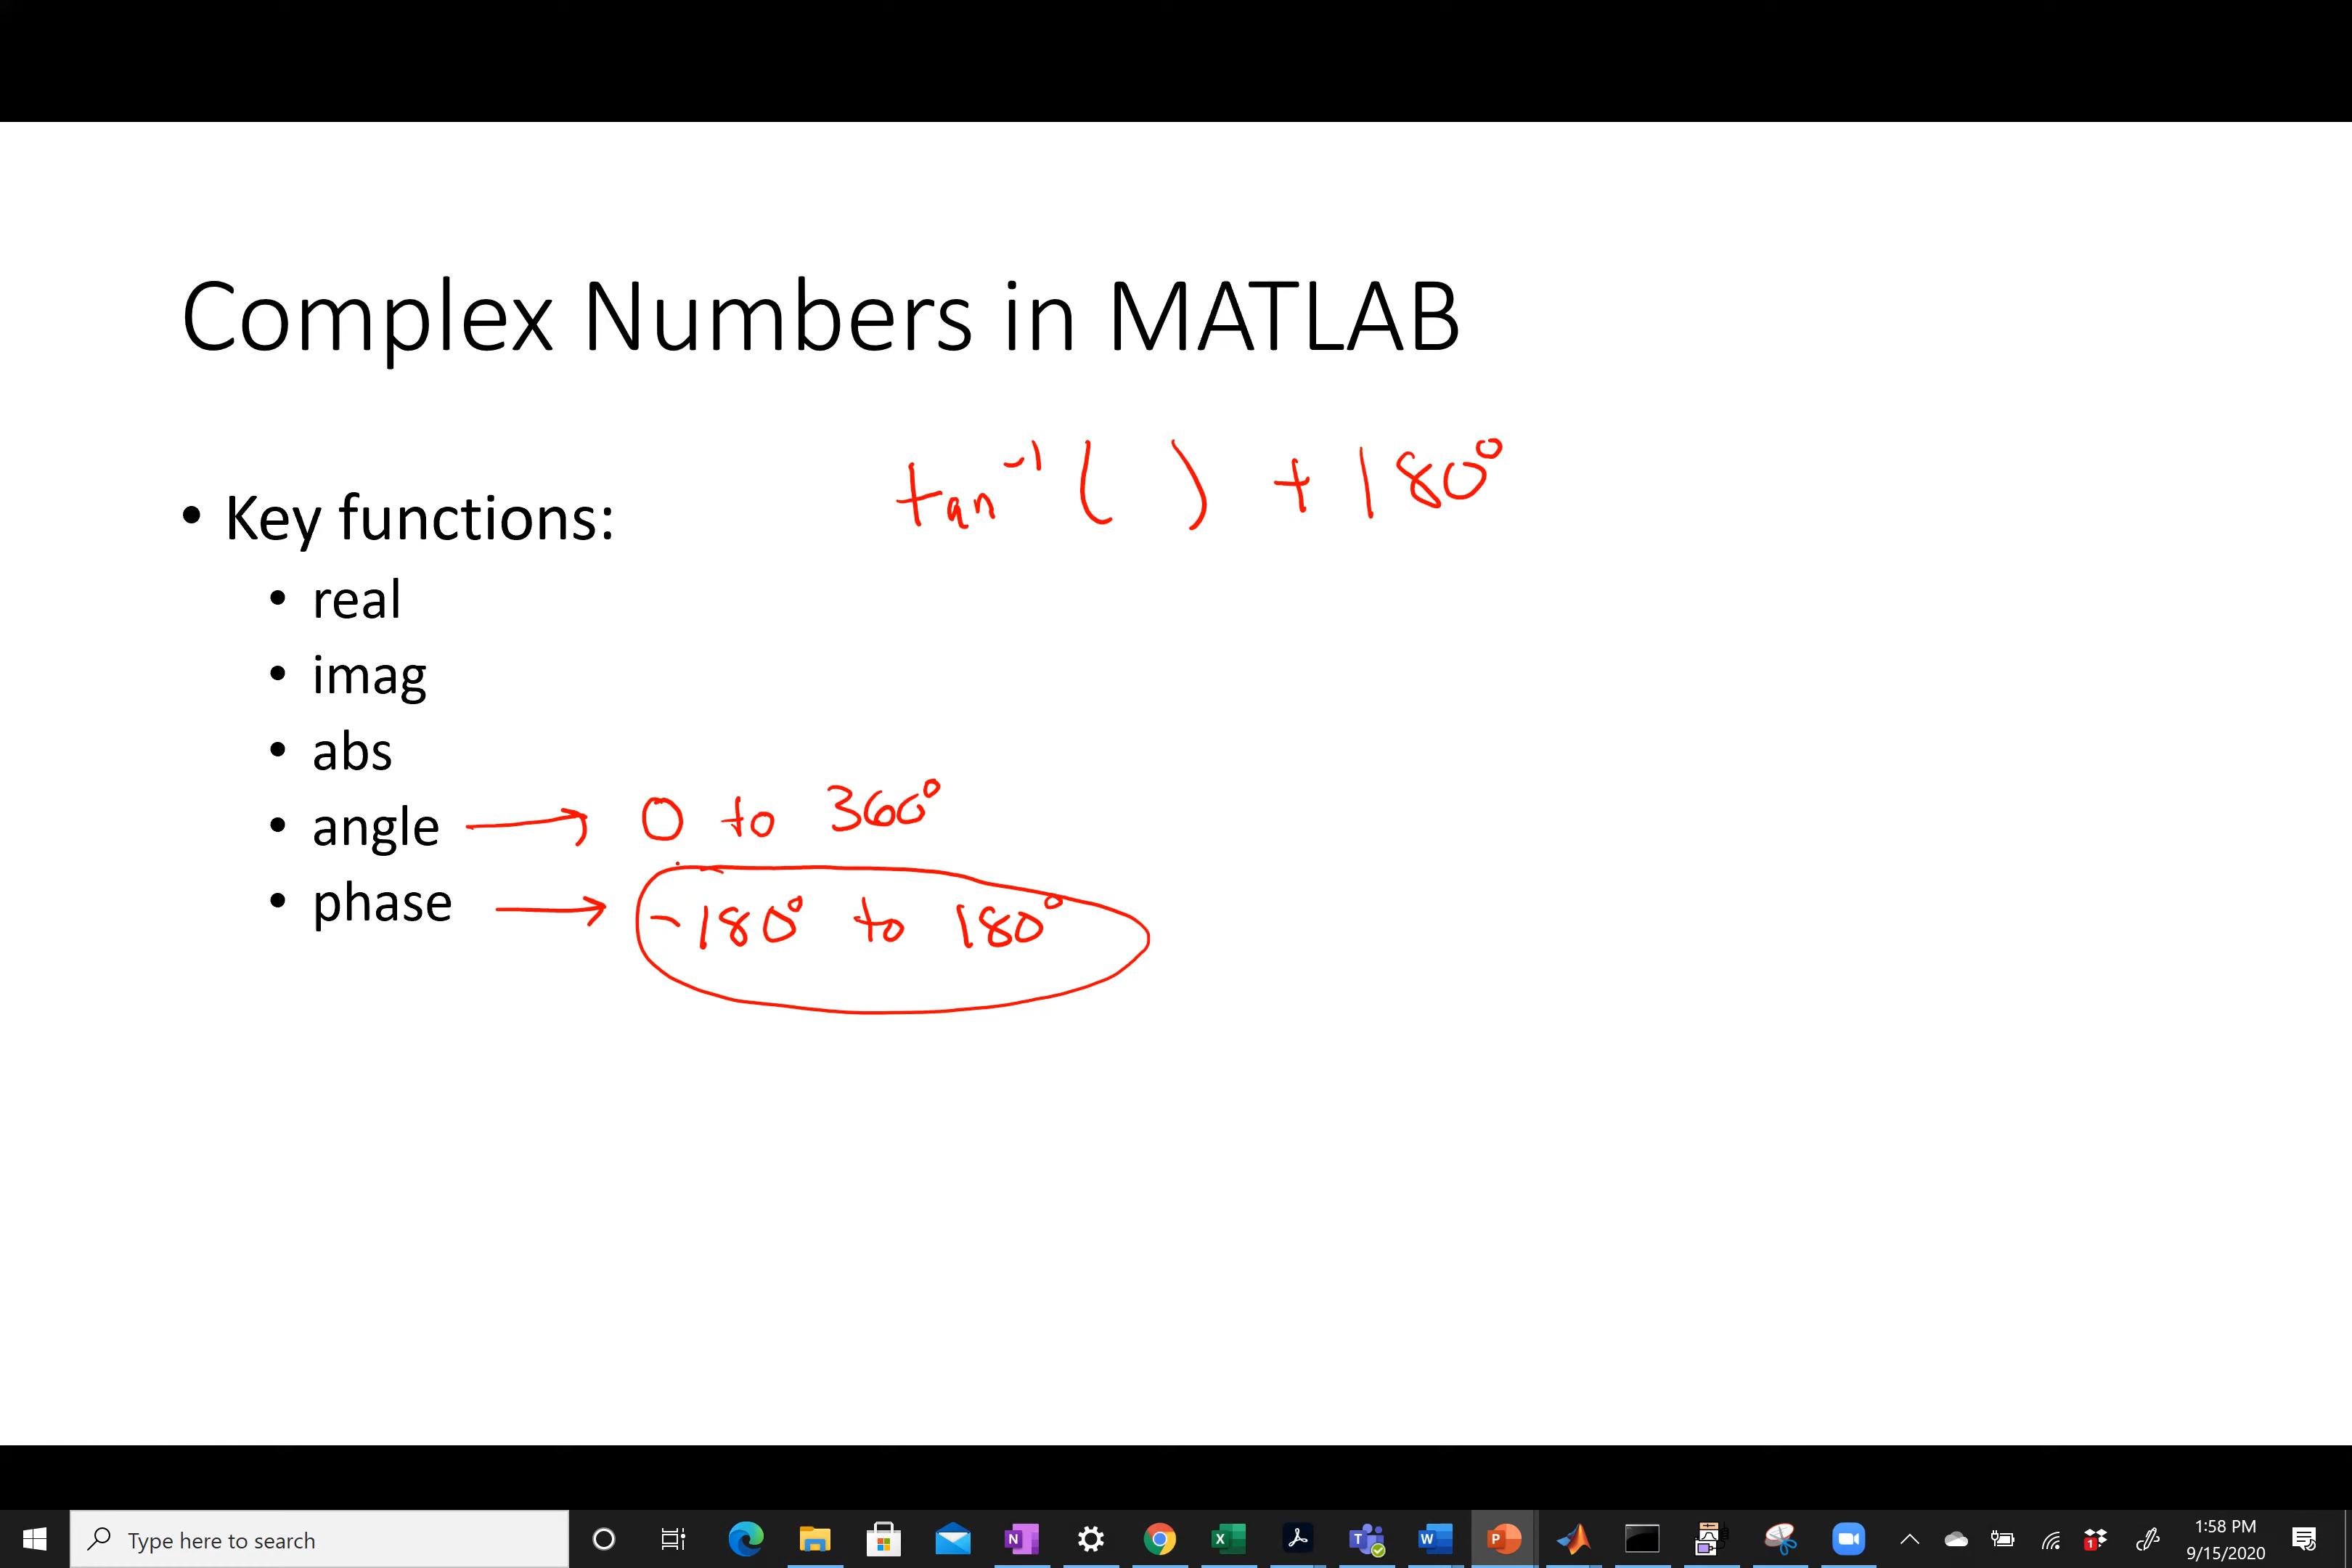 Complex Numbers in MATLAB
tan⁻¹( ) + 180°
• Key functions:
• real
• imag
• abs
• angle → 0 to 360°
• phase → -180° to 180°
Type here to search
N
X
T
W
P
1
1:58 PM
9/15/2020